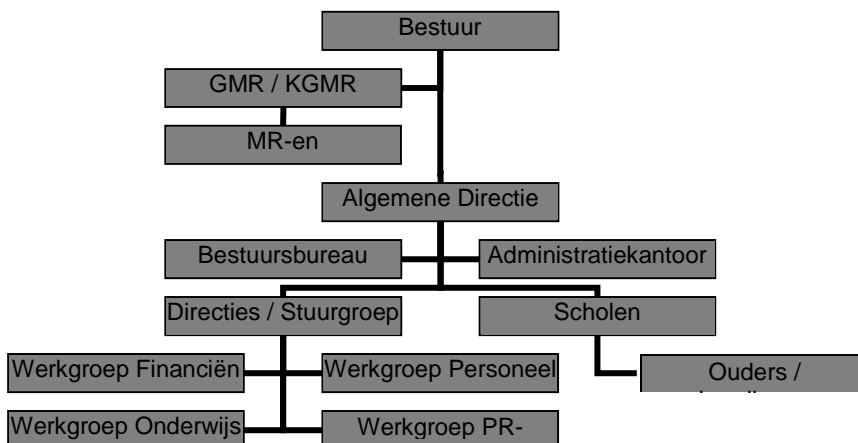 Bestuur
GMR / KGMR
MR-en
Algemene Directie
Bestuursbureau
Administratiekantoor
Directies / Stuurgroep
Scholen
Werkgroep Financiën
Werkgroep Personeel
Ouders /
Werkgroep Onderwijs
Werkgroep PR-